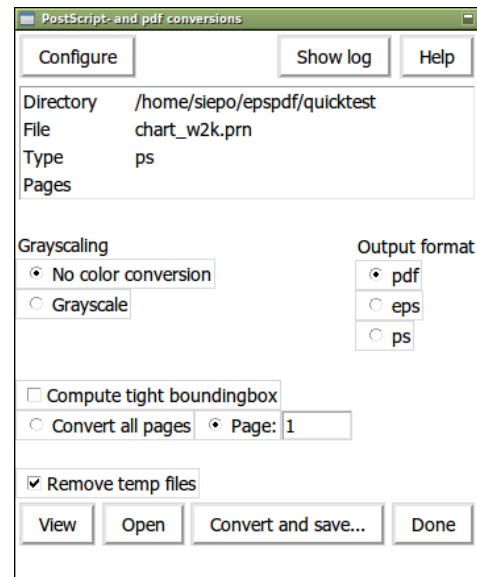 PostScript- and pdf conversions
Configure Show log Help
Directory /home/siepo/epspdf/quicktest
File chart_w2k.prn
Type ps
Pages
Grayscaling Output format
No color conversion pdf
Grayscale eps
ps
Compute tight boundingbox
Convert all pages Page: 1
Remove temp files
View Open Convert and save... Done